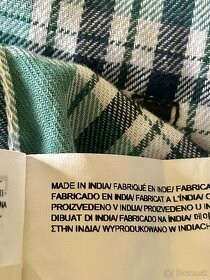 MADE IN INDIA/ FABRIQUÉ EN INDE/ FABRICA
FABRICADO EN INDIA/ FABRICAT A L'ÍNDIA
PROIZVEDENO V INDIJI/ PROIZVEDENO U IN
DIBUAT DI INDIA/ FABRICADO NA ÍNDIA/
ΣΤΗΝ ΙΝΔΙΑ/ WYPRODUKOWANO W INDIACH